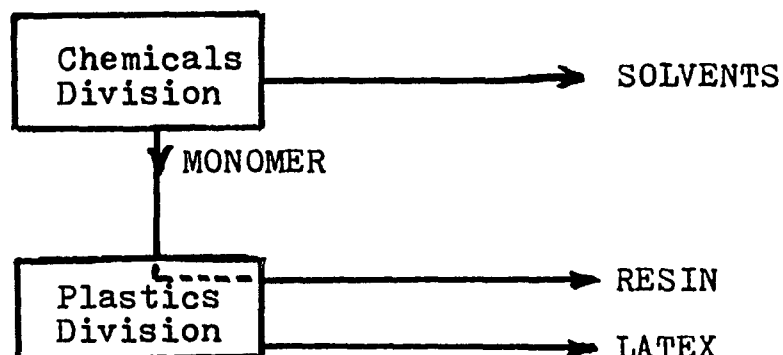 Chemicals
Division
SOLVENTS
MONOMER
Plastics
Division
RESIN
LATEX